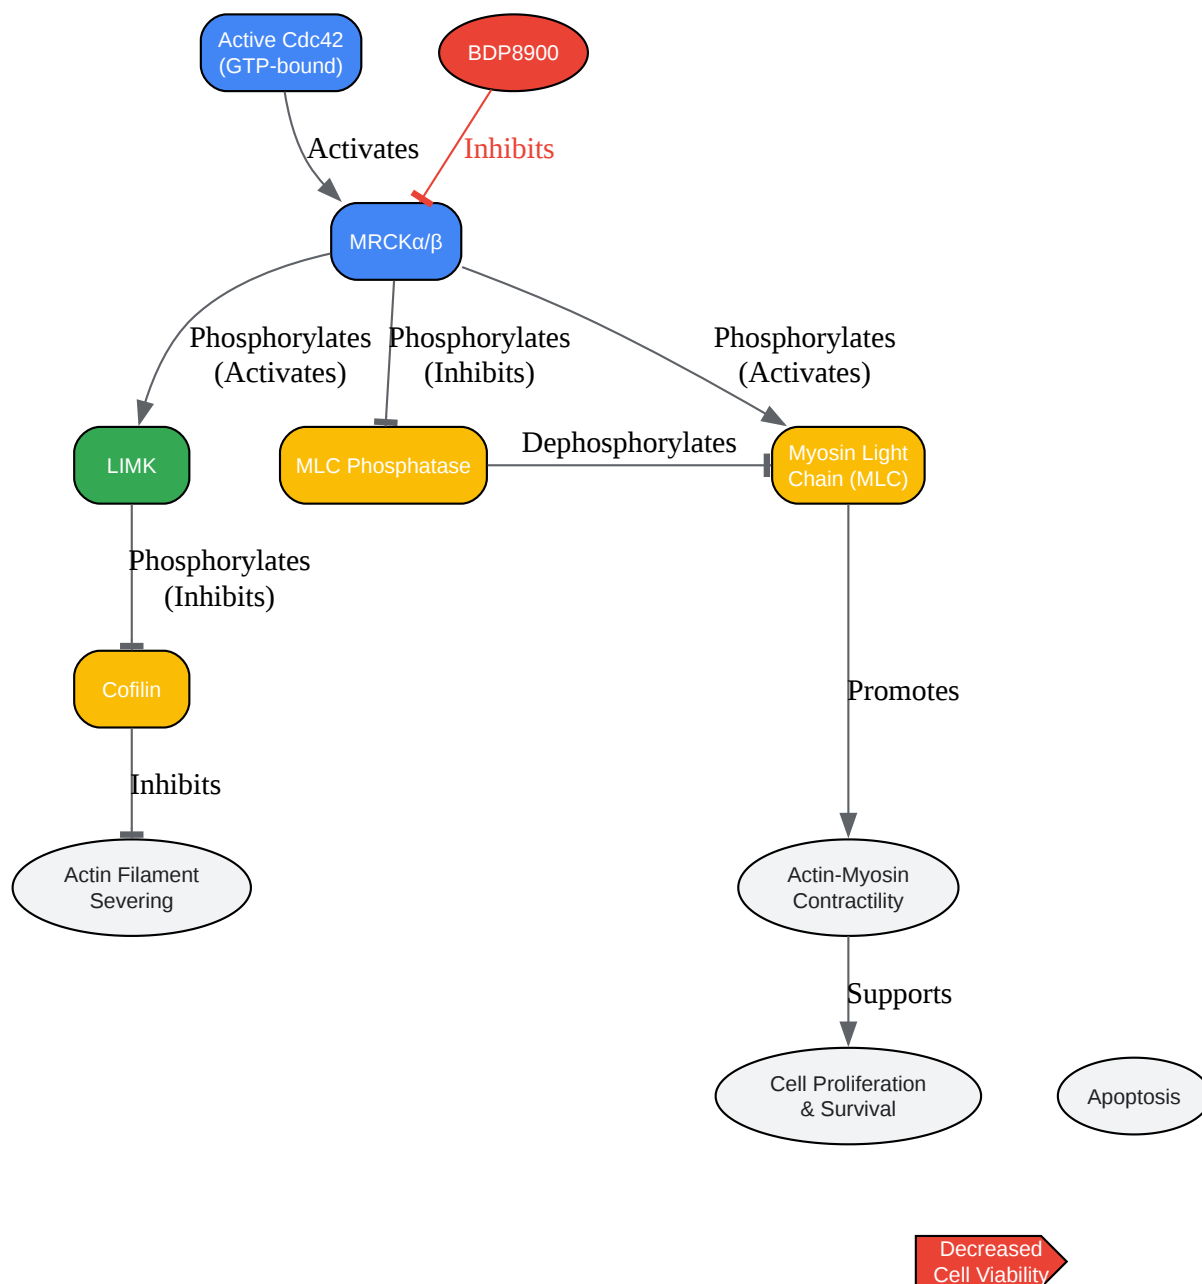 Active Cdc42
(GTP-bound)
BDP8900
Activates
Inhibits
MRCKα/β
Phosphorylates
(Activates)
Phosphorylates
(Inhibits)
Phosphorylates
(Activates)
LIMK
MLC Phosphatase
Dephosphorylates
Myosin Light
Chain (MLC)
Phosphorylates
(Inhibits)
Cofilin
Promotes
Inhibits
Actin Filament
Severing
Actin-Myosin
Contractility
Supports
Cell Proliferation
& Survival
Apoptosis
Decreased
Cell Viability